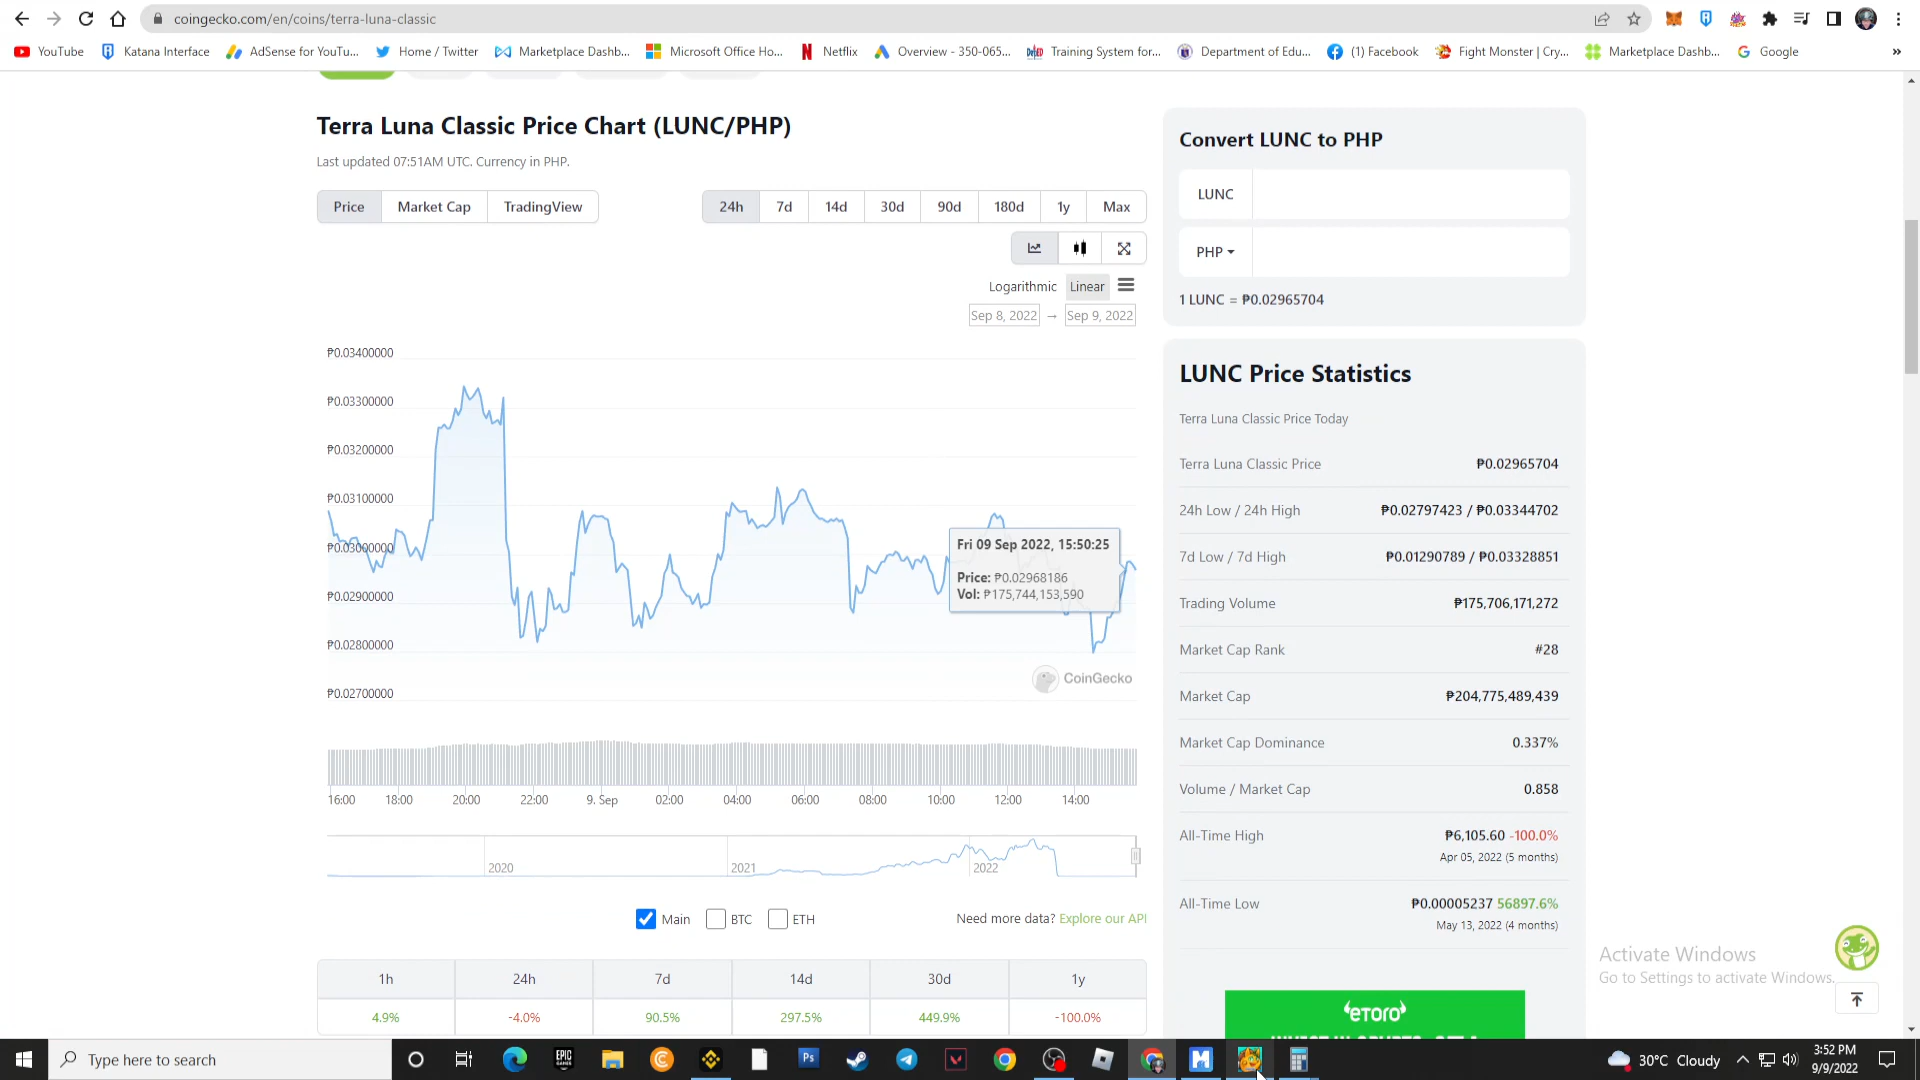 coingecko.com/en/coins/terra-luna-classic
YouTube Katana Interface AdSense for YouTu... Home / Twitter Marketplace Dashb... Microsoft Office Ho... Netflix Overview - 350-065... Training System for... Department of Edu... (1) Facebook Fight Monster | Cry... Marketplace Dashb... Google »
Terra Luna Classic Price Chart (LUNC/PHP)
Last updated 07:51AM UTC. Currency in PHP.
Price Market Cap TradingView 24h 7d 14d 30d 90d 180d 1y Max
Logarithmic Linear
Sep 8, 2022 → Sep 9, 2022
₱0.03400000
₱0.03300000
₱0.03200000
₱0.03100000
₱0.03000000
₱0.02900000
₱0.02800000
₱0.02700000
Fri 09 Sep 2022, 15:50:25
Price: ₱0.02968186
Vol: ₱175,744,153,590
CoinGecko
16:00 18:00 20:00 22:00 9. Sep 02:00 04:00 06:00 08:00 10:00 12:00 14:00
2020 2021 2022
Main BTC ETH Need more data? Explore our API
1h 24h 7d 14d 30d 1y
4.9% -4.0% 90.5% 297.5% 449.9% -100.0%
Convert LUNC to PHP
LUNC
PHP
1 LUNC = ₱0.02965704
LUNC Price Statistics
Terra Luna Classic Price Today
Terra Luna Classic Price ₱0.02965704
24h Low / 24h High ₱0.02797423 / ₱0.03344702
7d Low / 7d High ₱0.01290789 / ₱0.03328851
Trading Volume ₱175,706,171,272
Market Cap Rank #28
Market Cap ₱204,775,489,439
Market Cap Dominance 0.337%
Volume / Market Cap 0.858
All-Time High ₱6,105.60 -100.0%
Apr 05, 2022 (5 months)
All-Time Low ₱0.00005237 56897.6%
May 13, 2022 (4 months)
eTORO
Activate Windows
Go to Settings to activate Windows.
Type here to search
EPIC GAMES
Ps
30°C Cloudy
3:52 PM
9/9/2022